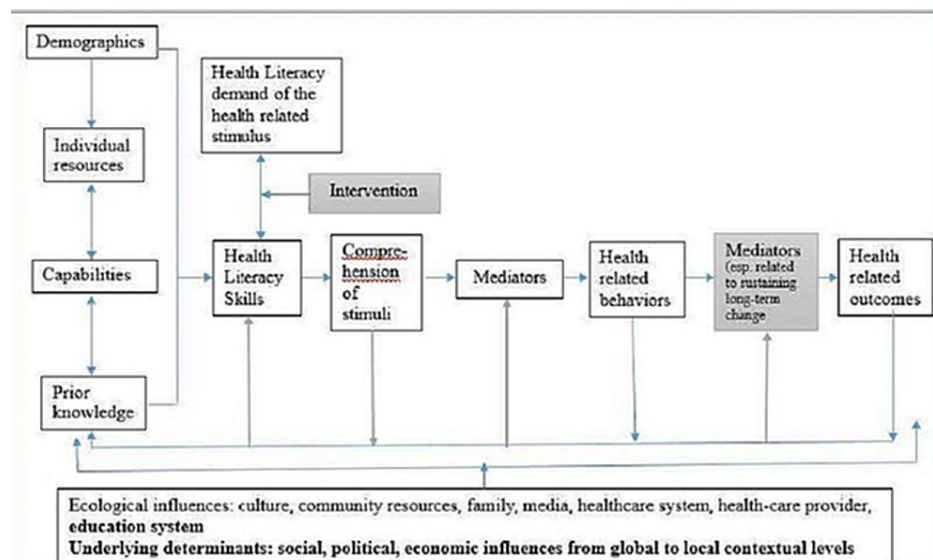 Demographics
Health Literacy
demand of the
health related
stimulus
Individual
resources
Intervention
Capabilities
Health
Literacy
Skills
Compre-
hension
of
stimuli
Mediators
Health
related
behaviors
Mediators
(esp. related
to sustaining
long-term
change
Health
related
outcomes
Prior
knowledge
Ecological influences: culture, community resources, family, media, healthcare system, health-care provider,
education system
Underlying determinants: social, political, economic influences from global to local contextual levels